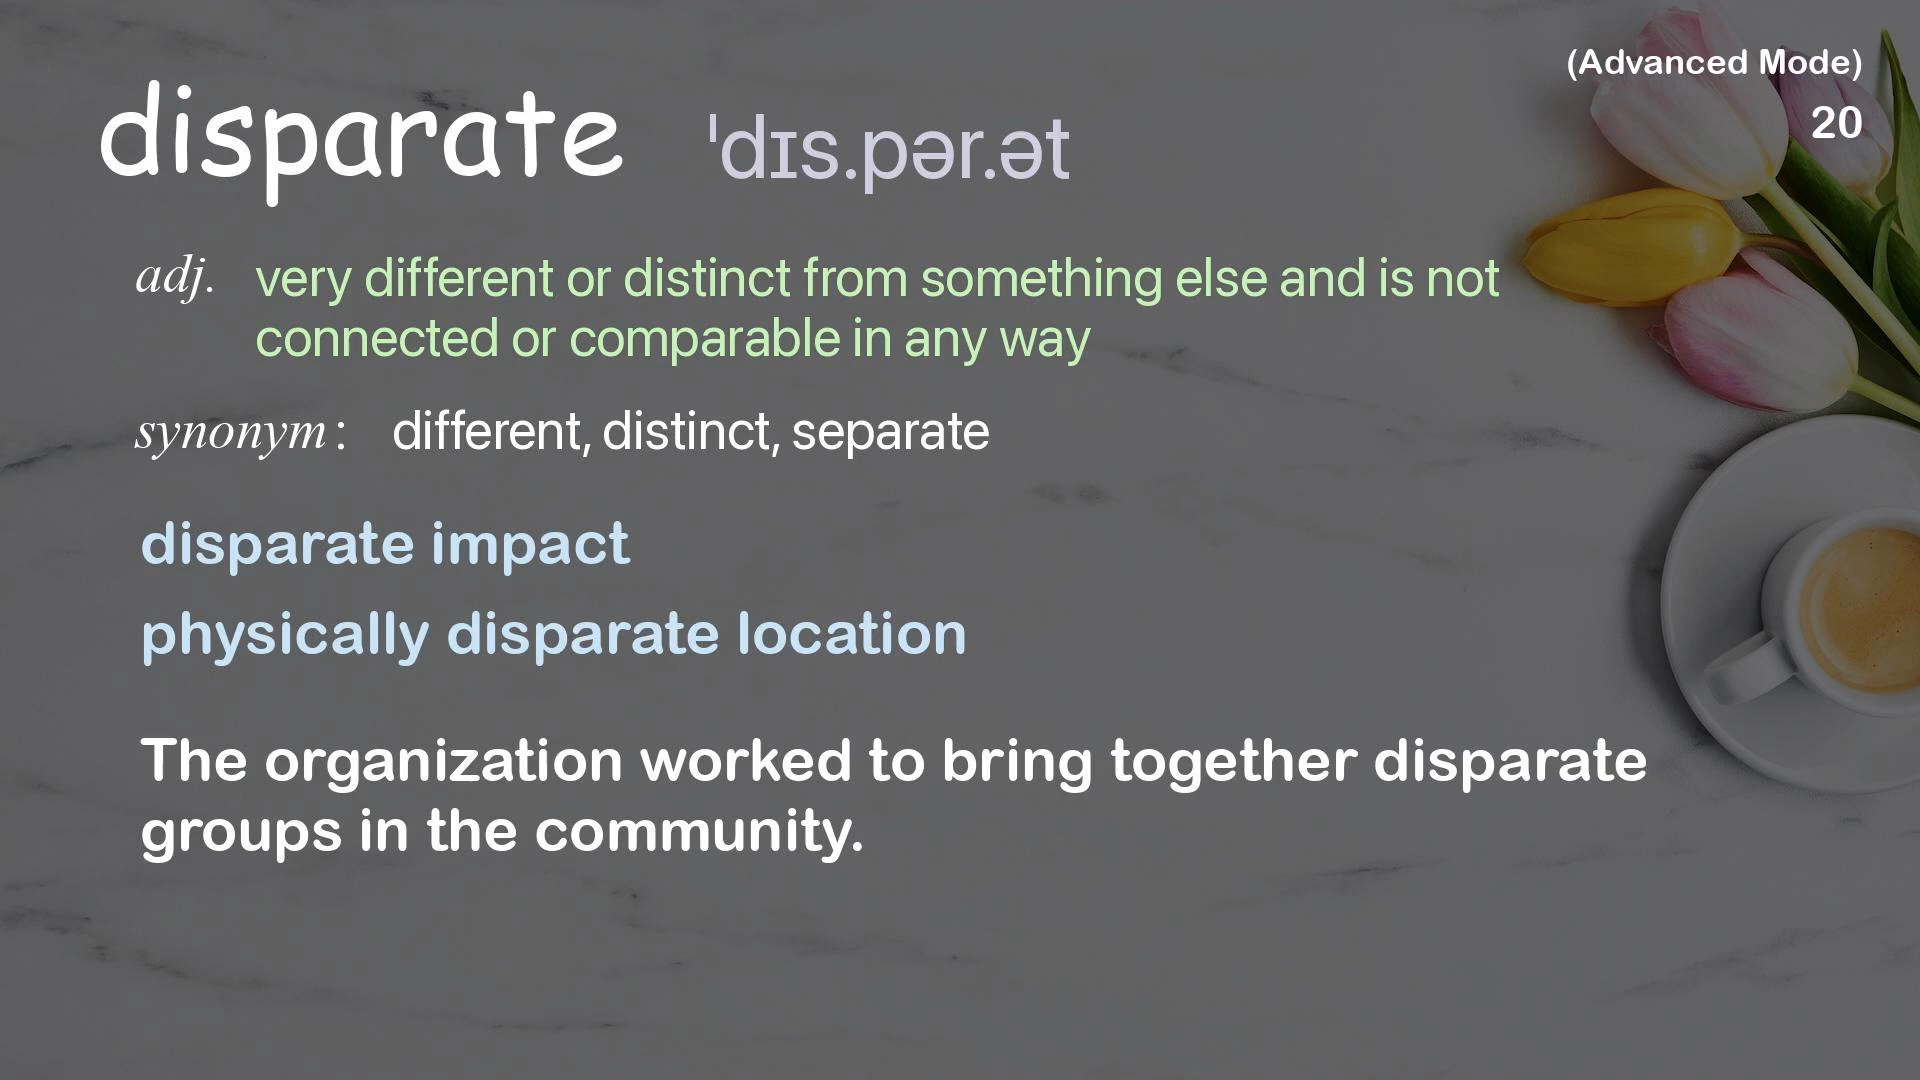 (Advanced Mode)
20
disparate ˈdɪs.pər.ət
adj. very different or distinct from something else and is not
connected or comparable in any way
synonym: different, distinct, separate
disparate impact
physically disparate location
The organization worked to bring together disparate
groups in the community.